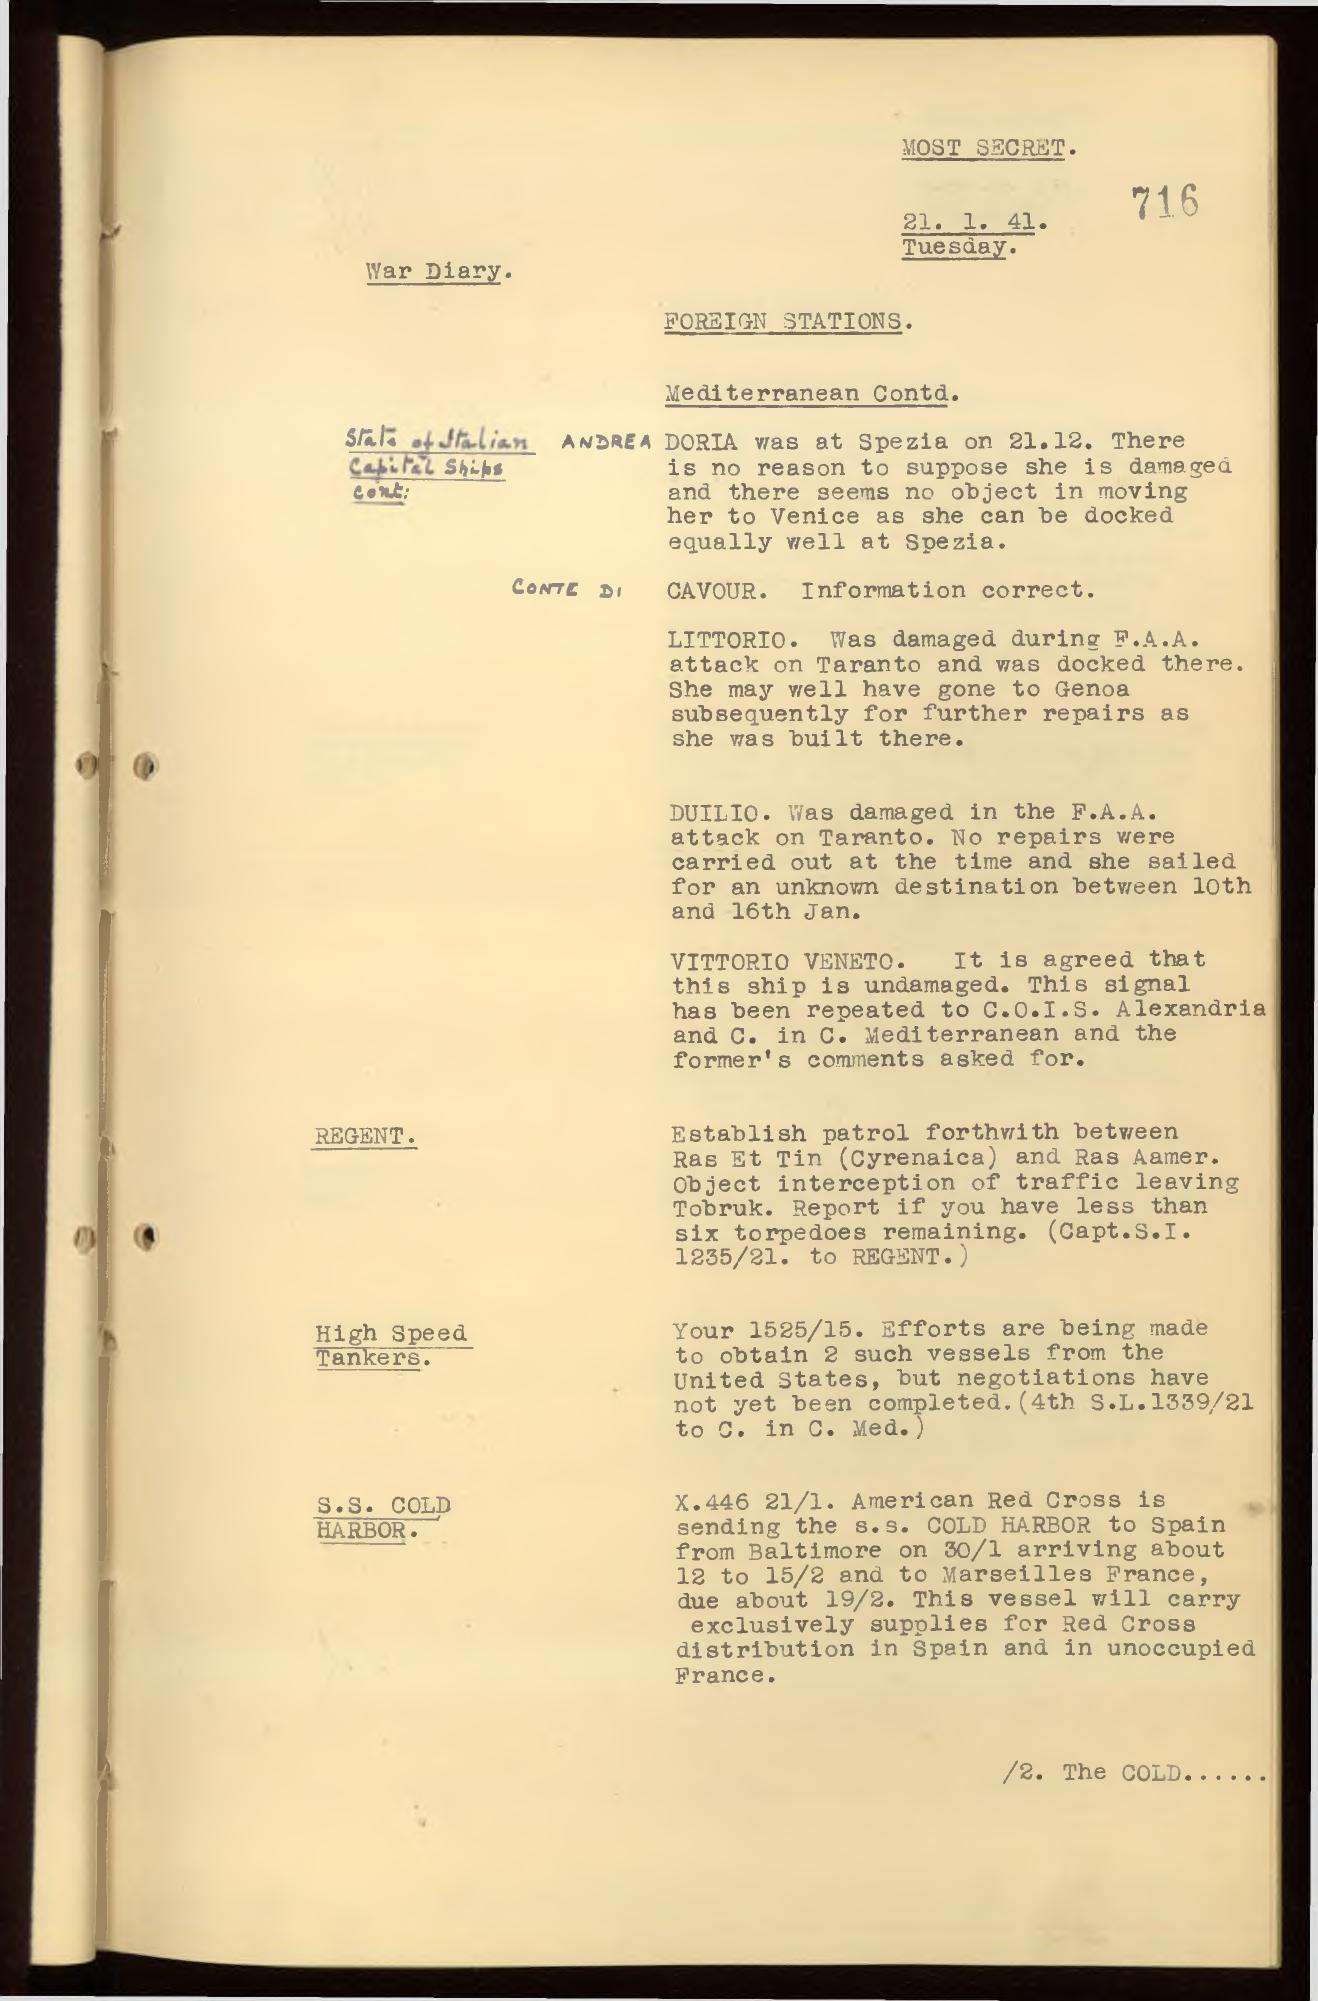 MOST SECRET.
716
21. 1. 41.
Tuesday.
War Diary.
FOREIGN STATIONS.
Mediterranean Contd.
State of Italian
Capital Ships
cont:
ANDREA DORIA was at Spezia on 21.12. There
is no reason to suppose she is damaged
and there seems no object in moving
her to Venice as she can be docked
equally well at Spezia.
CONTE DI CAVOUR. Information correct.
LITTORIO. Was damaged during F.A.A.
attack on Taranto and was docked there.
She may well have gone to Genoa
subsequently for further repairs as
she was built there.
DUILIO. Was damaged in the F.A.A.
attack on Taranto. No repairs were
carried out at the time and she sailed
for an unknown destination between 10th
and 16th Jan.
VITTORIO VENETO. It is agreed that
this ship is undamaged. This signal
has been repeated to C.O.I.S. Alexandria
and C. in C. Mediterranean and the
former's comments asked for.
REGENT.
Establish patrol forthwith between
Ras Et Tin (Cyrenaica) and Ras Aamer.
Object interception of traffic leaving
Tobruk. Report if you have less than
six torpedoes remaining. (Capt.S.I.
1235/21. to REGENT.)
High Speed
Tankers.
Your 1525/15. Efforts are being made
to obtain 2 such vessels from the
United States, but negotiations have
not yet been completed.(4th S.L.1339/21
to C. in C. Med.)
S.S. COLD
HARBOR.
X.446 21/1. American Red Cross is
sending the s.s. COLD HARBOR to Spain
from Baltimore on 30/1 arriving about
12 to 15/2 and to Marseilles France,
due about 19/2. This vessel will carry
exclusively supplies for Red Cross
distribution in Spain and in unoccupied
France.
/2. The COLD......